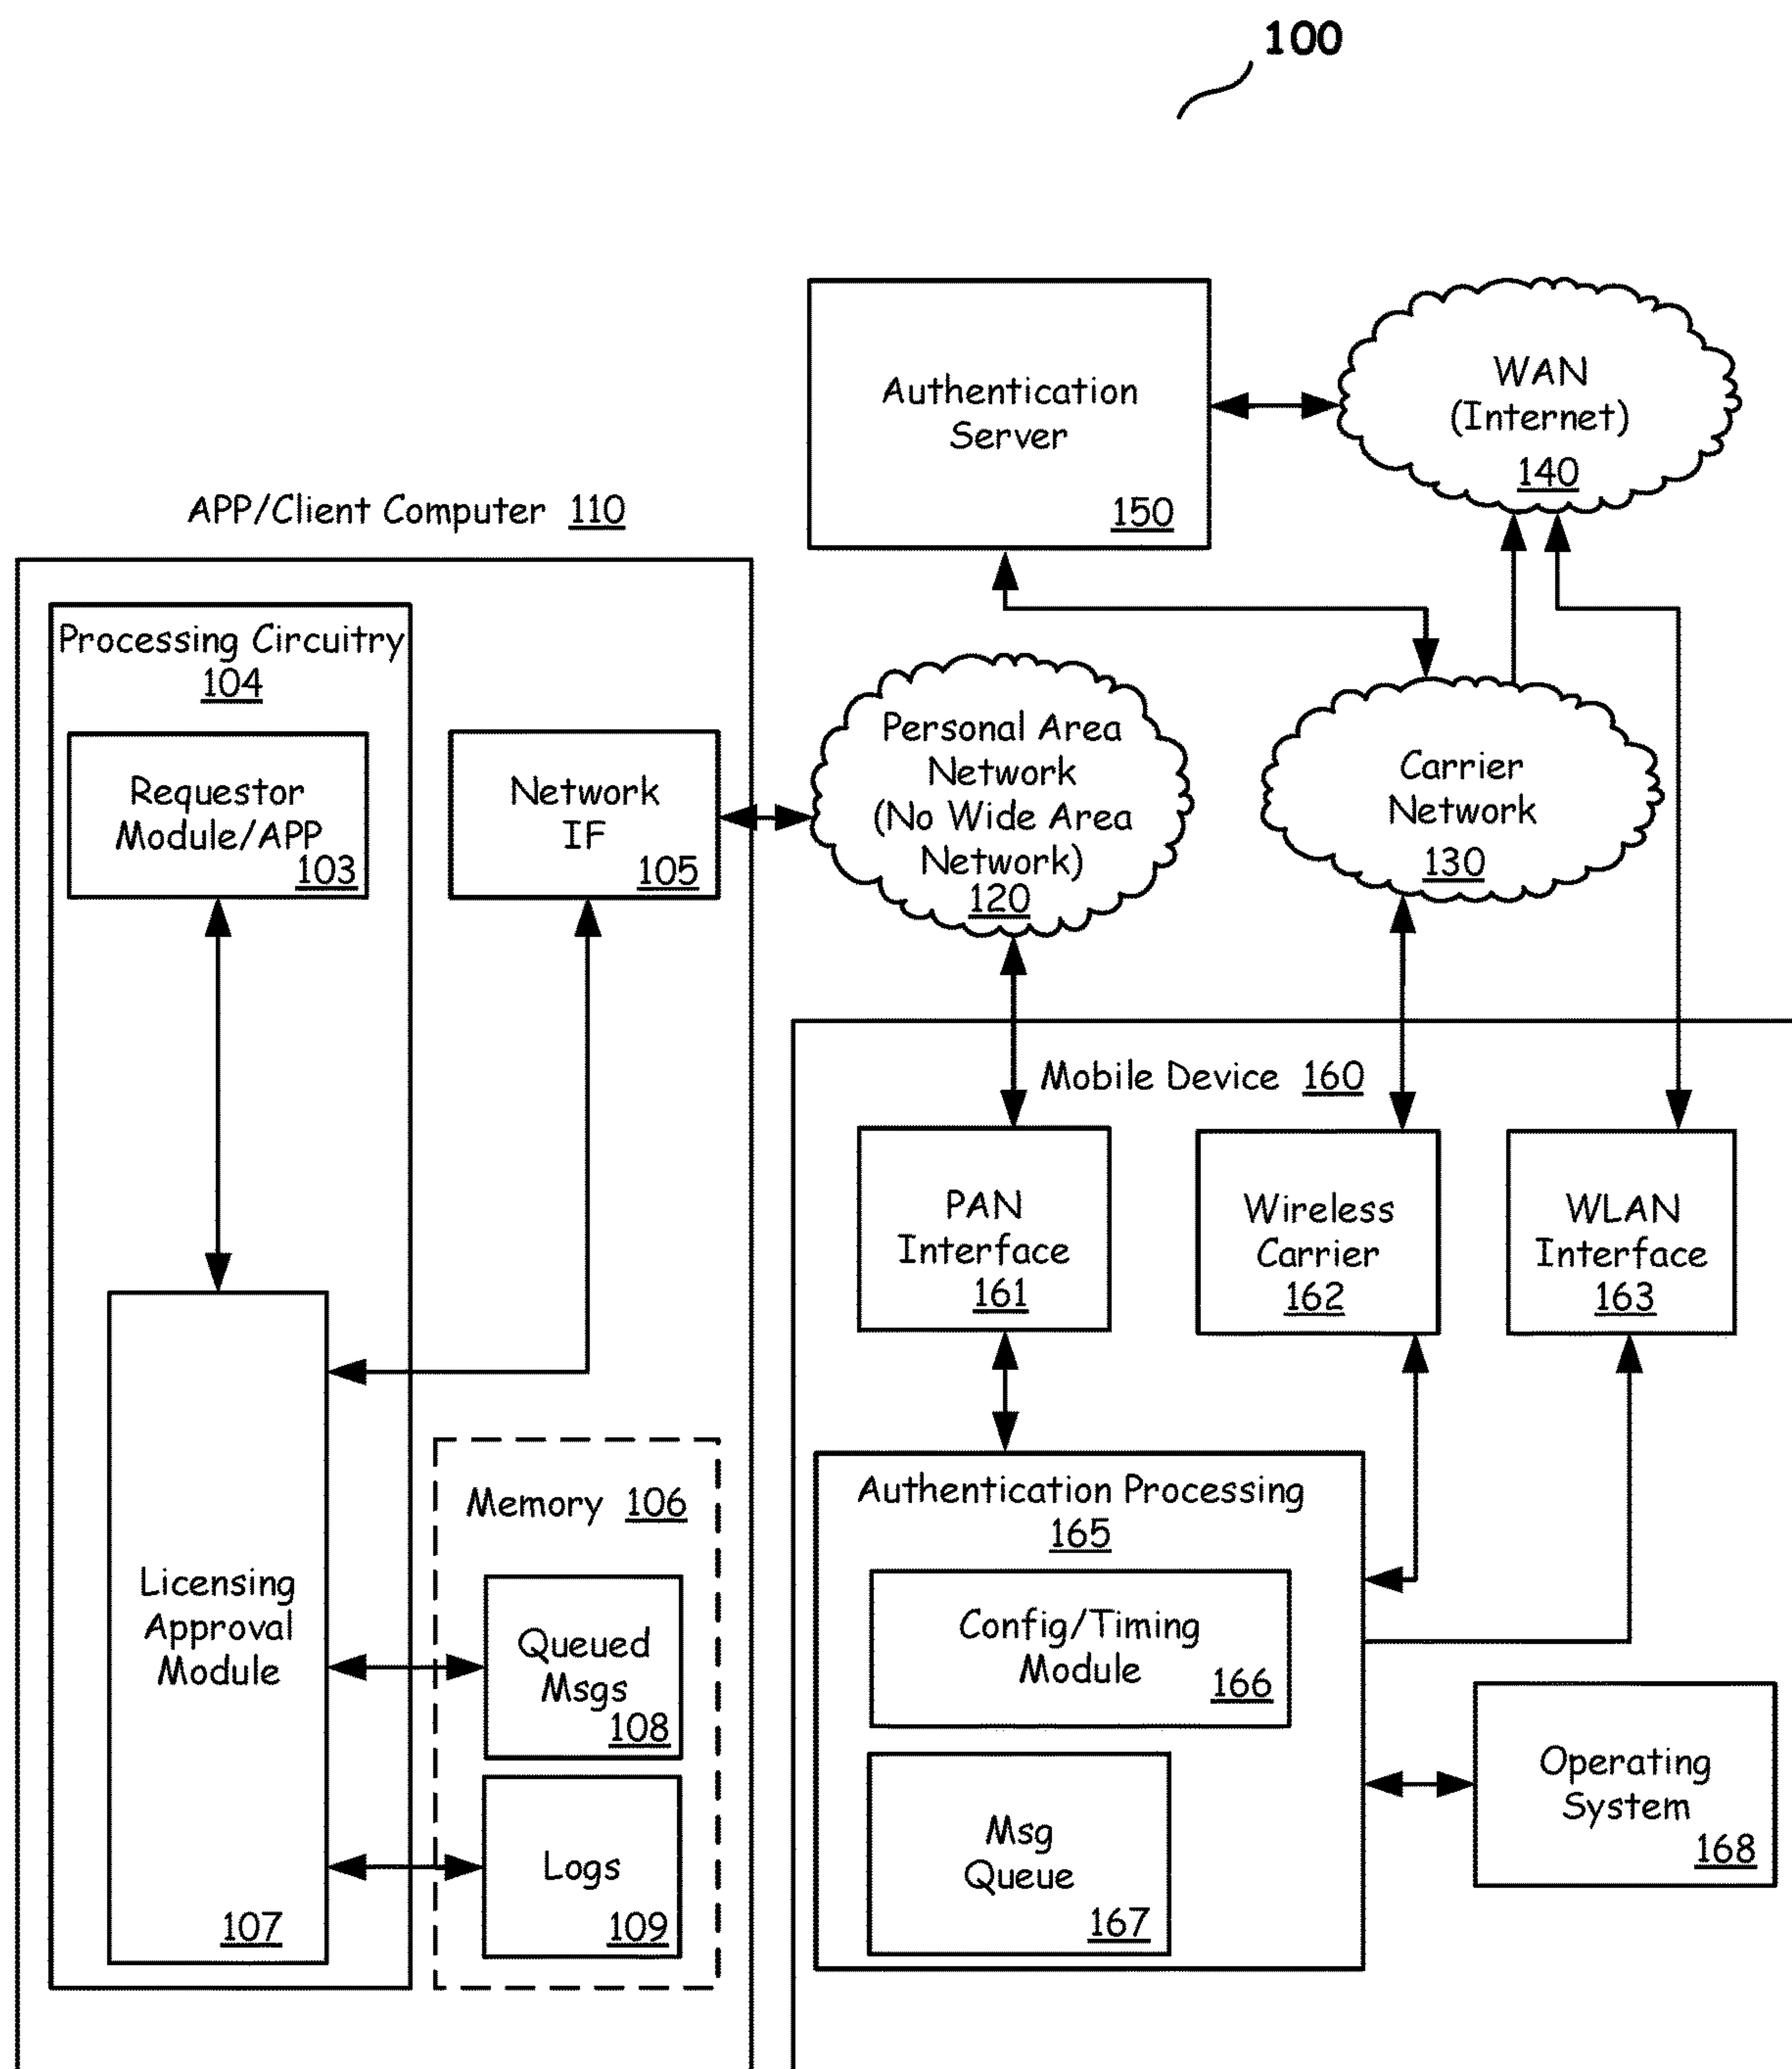 100
Authentication
Server
150
WAN
(Internet)
140
APP/Client Computer 110
Processing Circuitry
104
Requestor
Module/APP
103
Network
IF
105
Personal Area
Network
(No Wide Area
Network)
120
Carrier
Network
130
Licensing
Approval
Module
107
Memory 106
Queued
Msgs
108
Logs
109
Mobile Device 160
PAN
Interface
161
Wireless
Carrier
162
WLAN
Interface
163
Authentication Processing
165
Config/Timing
Module
166
Msg
Queue
167
Operating
System
168